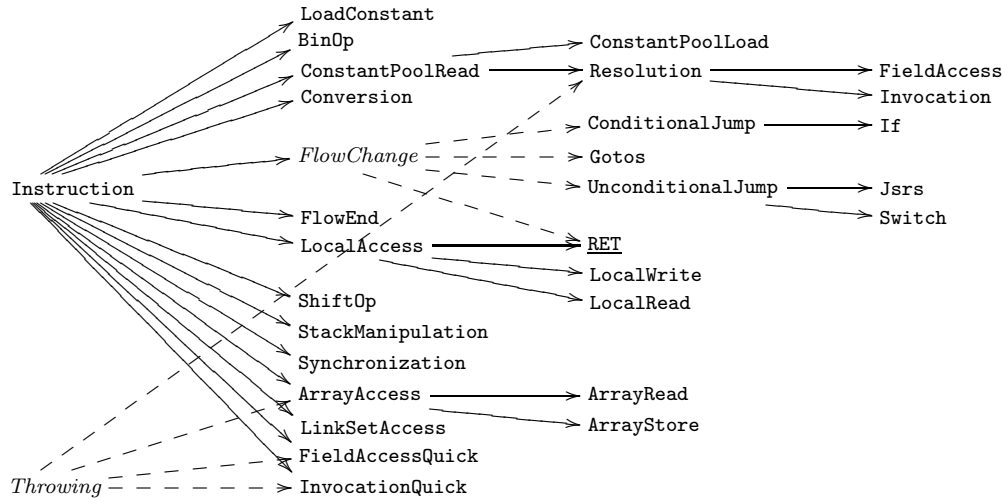 LoadConstant
BinOp
ConstantPoolLoad
ConstantPoolRead
Resolution
FieldAccess
Conversion
Invocation
ConditionalJump
If
FlowChange
Gotos
Instruction
UnconditionalJump
Jsrs
FlowEnd
Switch
LocalAccess
RET
LocalWrite
ShiftOp
LocalRead
StackManipulation
Synchronization
ArrayAccess
ArrayRead
LinkSetAccess
ArrayStore
FieldAccessQuick
Throwing
InvocationQuick